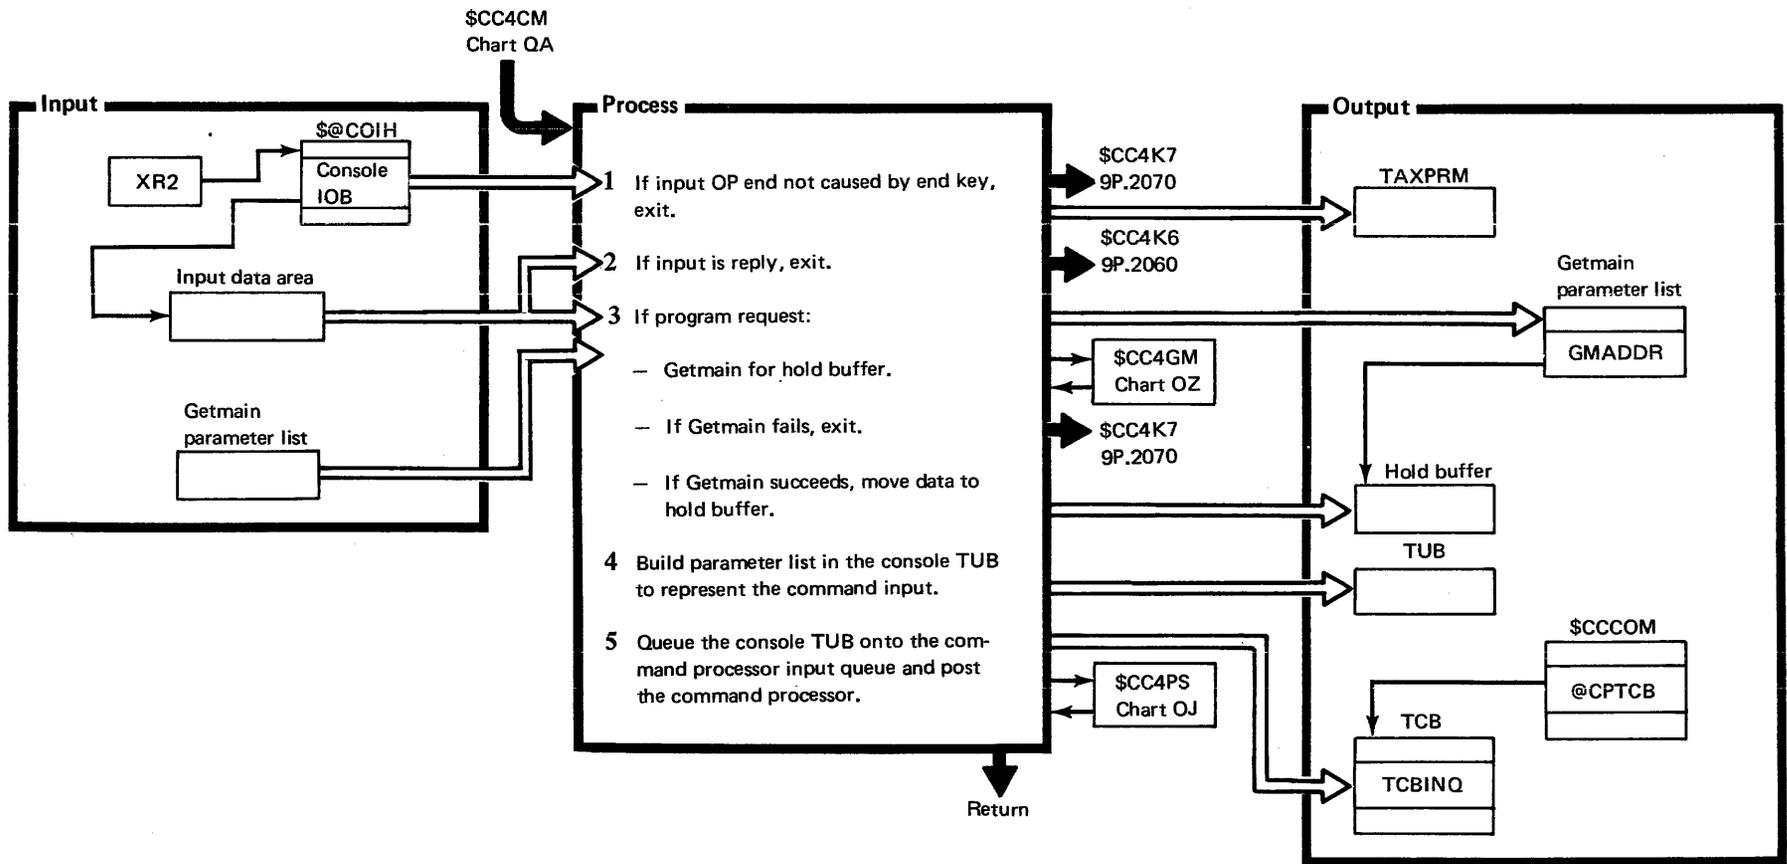 $CC4CM
Chart QA
Input
$@COIH
XR2
Console
IOB
Input data area
Getmain
parameter list
Process
1 If input OP end not caused by end key,
exit.
2 If input is reply, exit.
3 If program request:
— Getmain for hold buffer.
— If Getmain fails, exit.
— If Getmain succeeds, move data to
hold buffer.
4 Build parameter list in the console TUB
to represent the command input.
5 Queue the console TUB onto the com-
mand processor input queue and post
the command processor.
Return
$CC4K7
9P.2070
$CC4K6
9P.2060
$CC4GM
Chart OZ
$CC4K7
9P.2070
$CC4PS
Chart OJ
Output
TAXPRM
Getmain
parameter list
GMADDR
Hold buffer
TUB
$CCCOM
@CPTCB
TCB
TCBINQ